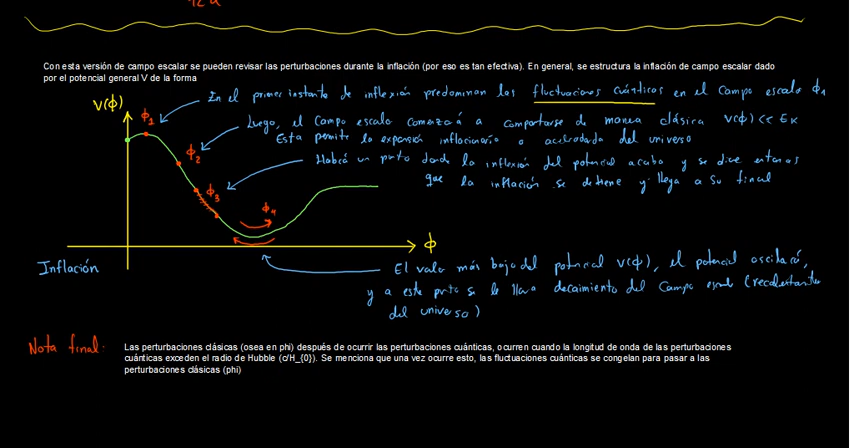 Con esta versión de campo escalar se pueden revisar las perturbaciones durante la inflación (por eso es tan efectiva). En general, se estructura la inflación de campo escalar dado
por el potencial general V de la forma
En el primer instante de inflexión predominan las fluctuaciones cuánticas en el campo escalar ϕ₁
V(ϕ)
ϕ₁
Luego, el campo escala comenzará a comportarse de manera clásica V(ϕ) << Eκ
Esta permite la expansión inflacionaria o acelerada del universo
ϕ₂
Habrá un punto donde la inflexión del potencial acaba y se dice entonces
que la inflación se detiene y llega a su final
ϕ₃
ϕ₄
ϕ
Inflación
El valor más bajo del potencial V(ϕ), el potencial oscilará,
y a este punto se le llama decaimiento del campo (recalentamiento
del universo)
Nota final:
Las perturbaciones clásicas (osea en phi) después de ocurrir las perturbaciones cuánticas, ocurren cuando la longitud de onda de las perturbaciones
cuánticas exceden el radio de Hubble (c/H_{0}). Se menciona que una vez ocurre esto, las fluctuaciones cuánticas se congelan para pasar a las
perturbaciones clásicas (phi)